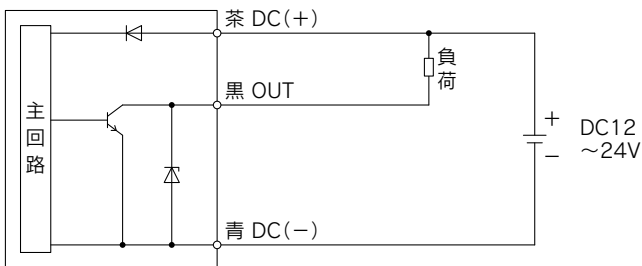 茶 DC(+)
負荷
黒 OUT
主回路
+
−
DC12
～24V
青 DC(−)